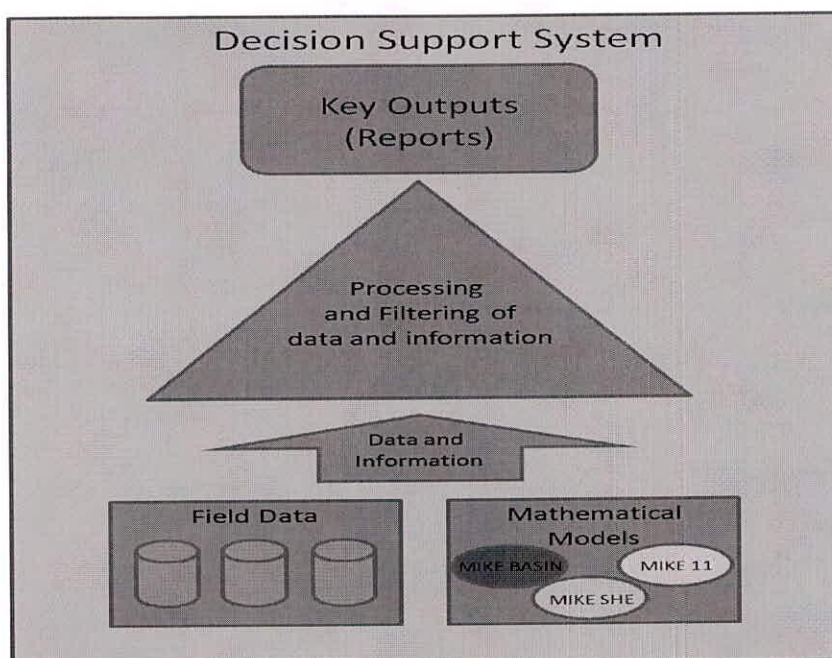 Decision Support System
Key Outputs
(Reports)
Processing
and Filtering of
data and information
Data and
Information
Field Data
Mathematical
Models
MIKE BASIN
MIKE 11
MIKE SHE